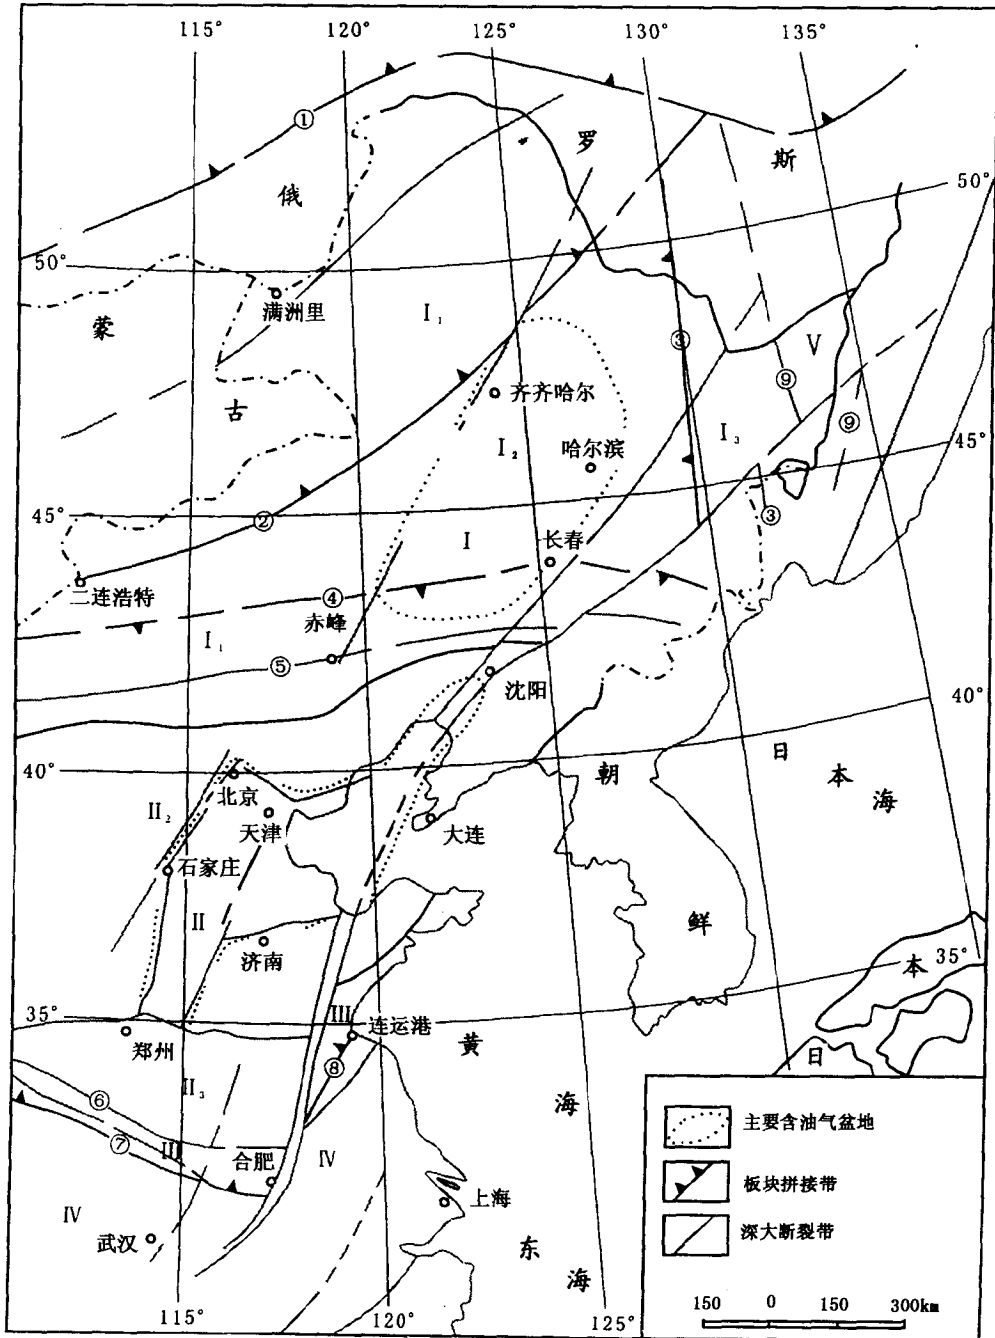 115° 120° 125° 130° 135°
①
罗
斯
俄
50°
50°
满洲里
蒙
Ⅰ₁
③
Ⅴ
⑨
齐齐哈尔
古
⑨
Ⅰ₂
Ⅰ₃
哈尔滨
45°
45°
②
③
Ⅰ
长春
二连浩特
④
赤峰
Ⅰ₁
⑤
沈阳
40°
40°
日
本
海
朝
北京
Ⅱ₂
天津
大连
石家庄
Ⅱ
鲜
济南
本
35°
35°
Ⅲ
连运港
郑州
黄
日
⑧
Ⅱ₃
⑥
海
⑦
Ⅲ
合肥
Ⅳ
Ⅳ
上海
武汉
东
海
主要含油气盆地
板块拼接带
深大断裂带
150 0 150 300km
115° 120° 125°